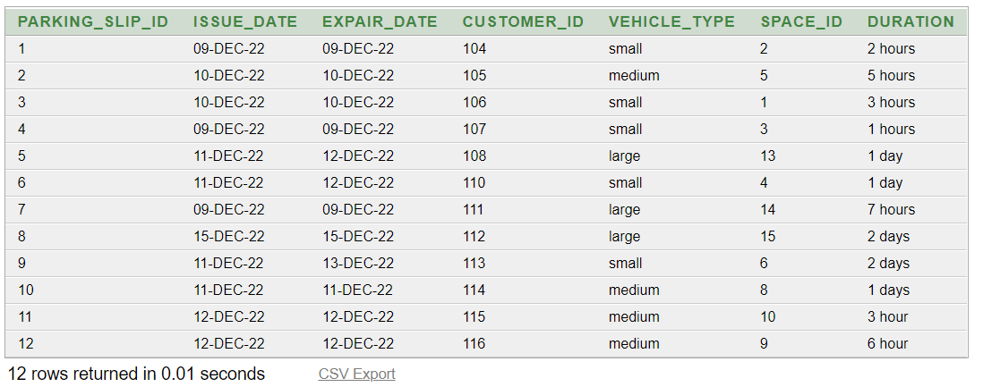 PARKING_SLIP_ID ISSUE_DATE EXPAIR_DATE CUSTOMER_ID VEHICLE_TYPE SPACE_ID DURATION
1 09-DEC-22 09-DEC-22 104 small 2 2 hours
2 10-DEC-22 10-DEC-22 105 medium 5 5 hours
3 10-DEC-22 10-DEC-22 106 small 1 3 hours
4 09-DEC-22 09-DEC-22 107 small 3 1 hours
5 11-DEC-22 12-DEC-22 108 large 13 1 day
6 11-DEC-22 12-DEC-22 110 small 4 1 day
7 09-DEC-22 09-DEC-22 111 large 14 7 hours
8 15-DEC-22 15-DEC-22 112 large 15 2 days
9 11-DEC-22 13-DEC-22 113 small 6 2 days
10 11-DEC-22 11-DEC-22 114 medium 8 1 days
11 12-DEC-22 12-DEC-22 115 medium 10 3 hour
12 12-DEC-22 12-DEC-22 116 medium 9 6 hour
12 rows returned in 0.01 seconds CSV Export